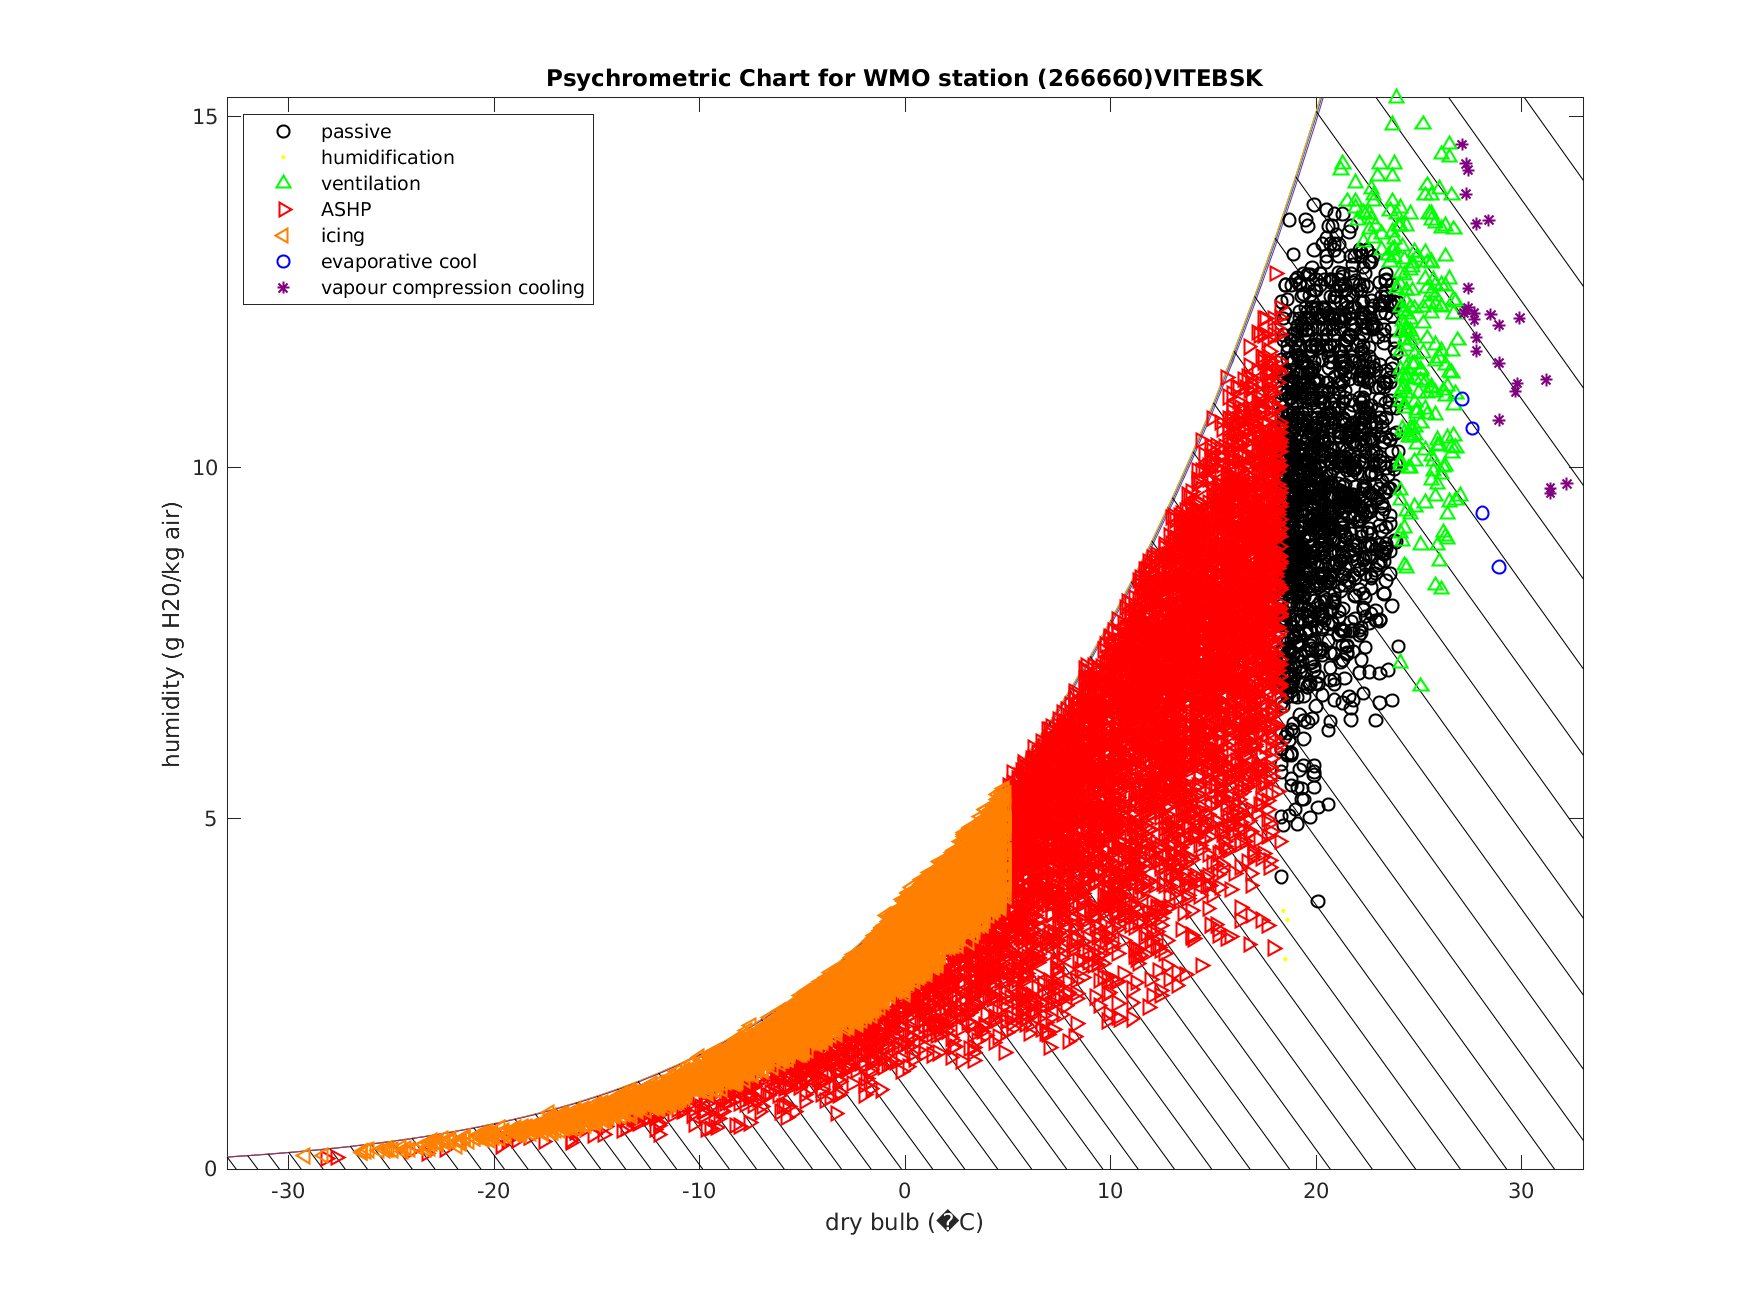 Psychrometric Chart for WMO station (266660)VITEBSK
passive
humidification
ventilation
ASHP
icing
evaporative cool
vapour compression cooling
humidity (g H20/kg air)
15
10
5
0
-30 -20 -10 0 10 20 30
dry bulb (�C)